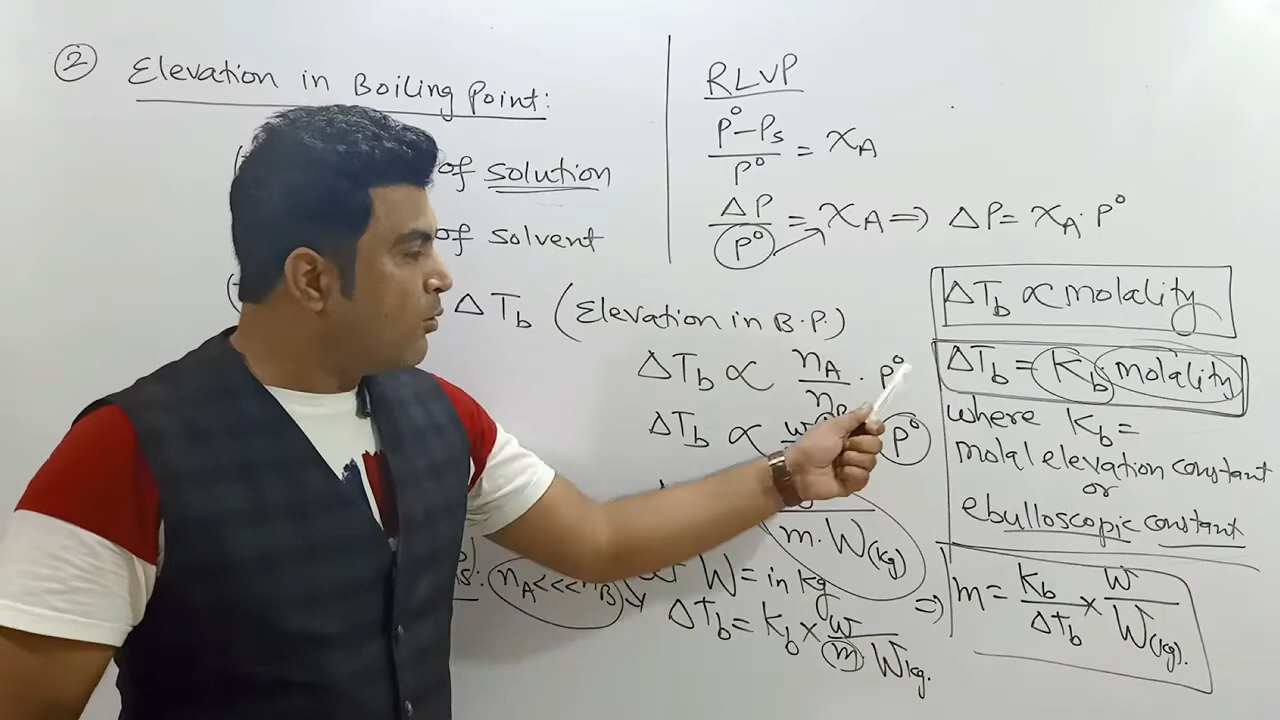 ② Elevation in Boiling Point:
of solution
of solvent
ΔTb (Elevation in B.P.)
RLVP
P°-Ps / P° = XA
ΔP / P° = XA ⇒ ΔP = XA. P°
ΔTb ∝ nA / nB . P°
ΔTb ∝ P°
m. W(kg)
nA<<<nB
W = in kg
ΔTb = Kb × w / m Wkg.
ΔTb ∝ molality
ΔTb = Kb molality
where Kb =
molal elevation constant
or
ebulloscopic constant
⇒ m = Kb / Δtb × w / W(kg).